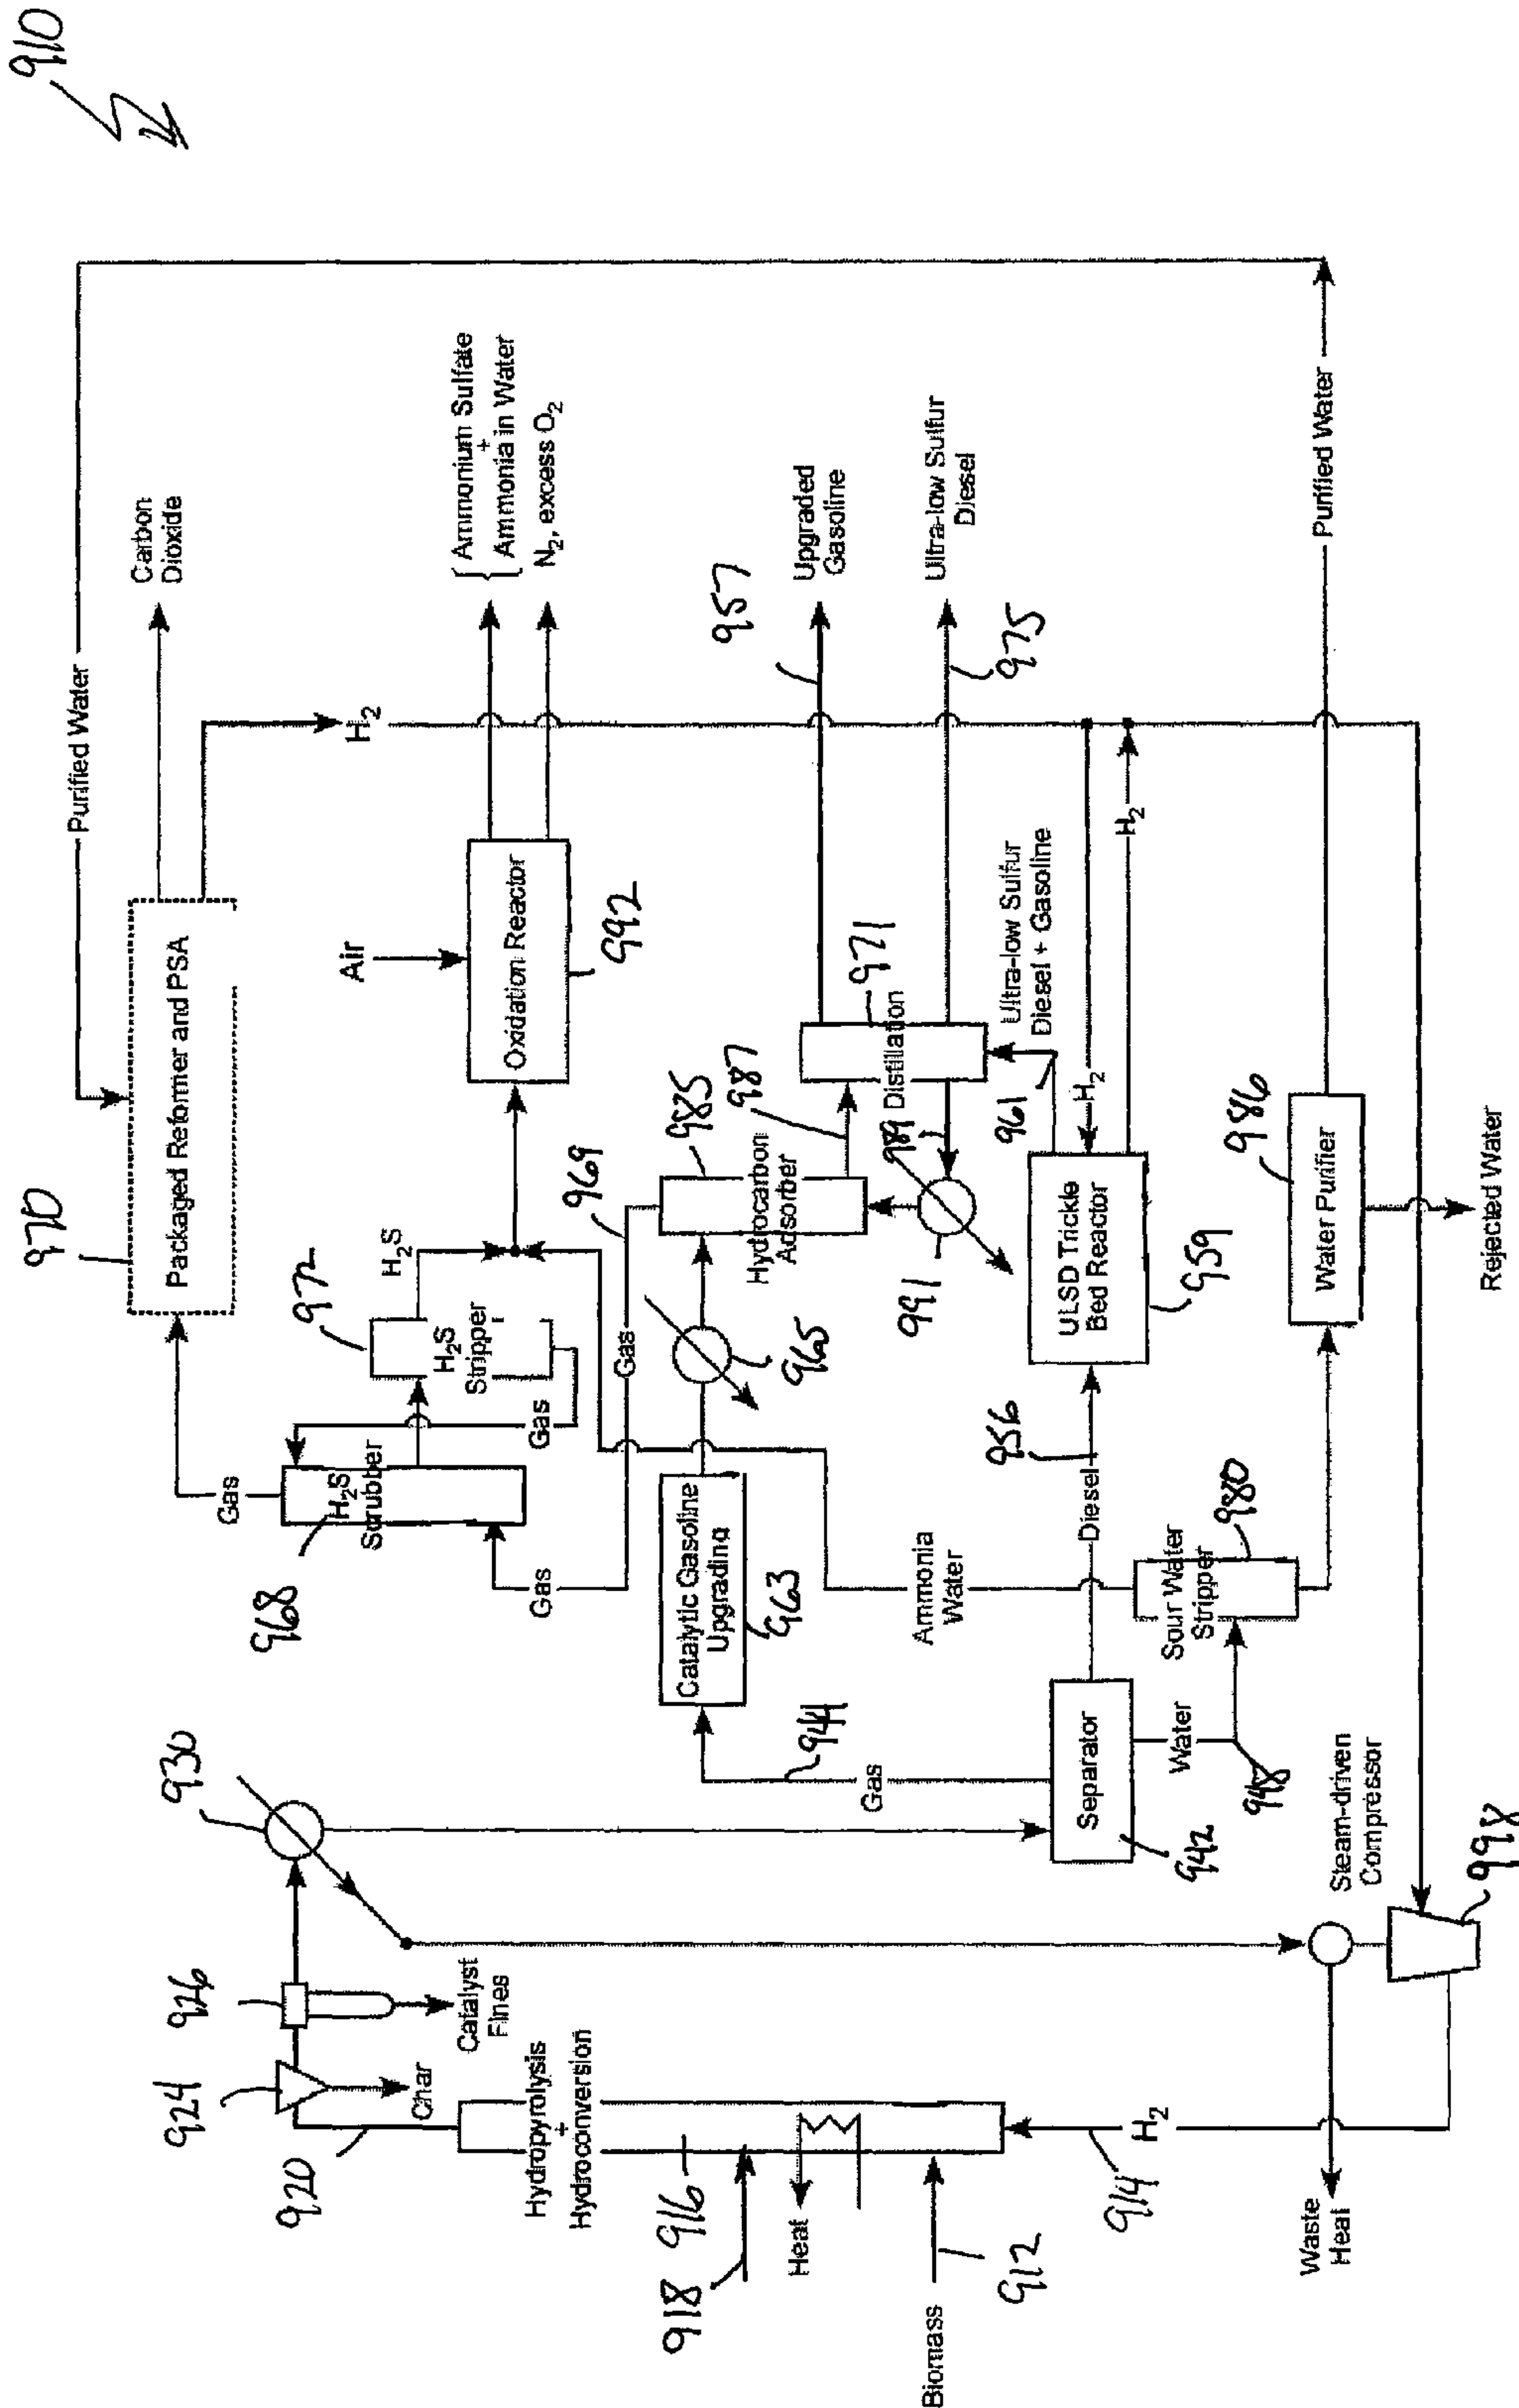 910
Purified Water
970
Packaged Reformer and PSA
Carbon
Dioxide
H2
Gas
968
H2S
Scrubber
Gas
972
H2S
Stripper
H2S
Air
Oxidation Reactor
992
Ammonium Sulfate
+
Ammonia in Water
N2, excess O2
924
926
930
Char
Catalyst
Fines
920
Hydropyrolysis
+
Hydroconversion
916
918
Heat
Biomass
912
914
H2
Waste
Heat
Gas
Gas
969
Catalytic Gasoline
Upgrading
963
965
985
Hydrocarbon
Adsorber
987
989
991
Distillation
971
957
Upgraded
Gasoline
975
Ultra-low Sulfur
Diesel
961
Ultra-low Sulfur
Diesel + Gasoline
944
Gas
Separator
942
Diesel
956
ULSD Trickle
Bed Reactor
959
H2
H2
Ammonia
Water
Water
948
Sour Water
Stripper
980
Water Purifier
986
Purified Water
Rejected Water
Steam-driven
Compressor
998